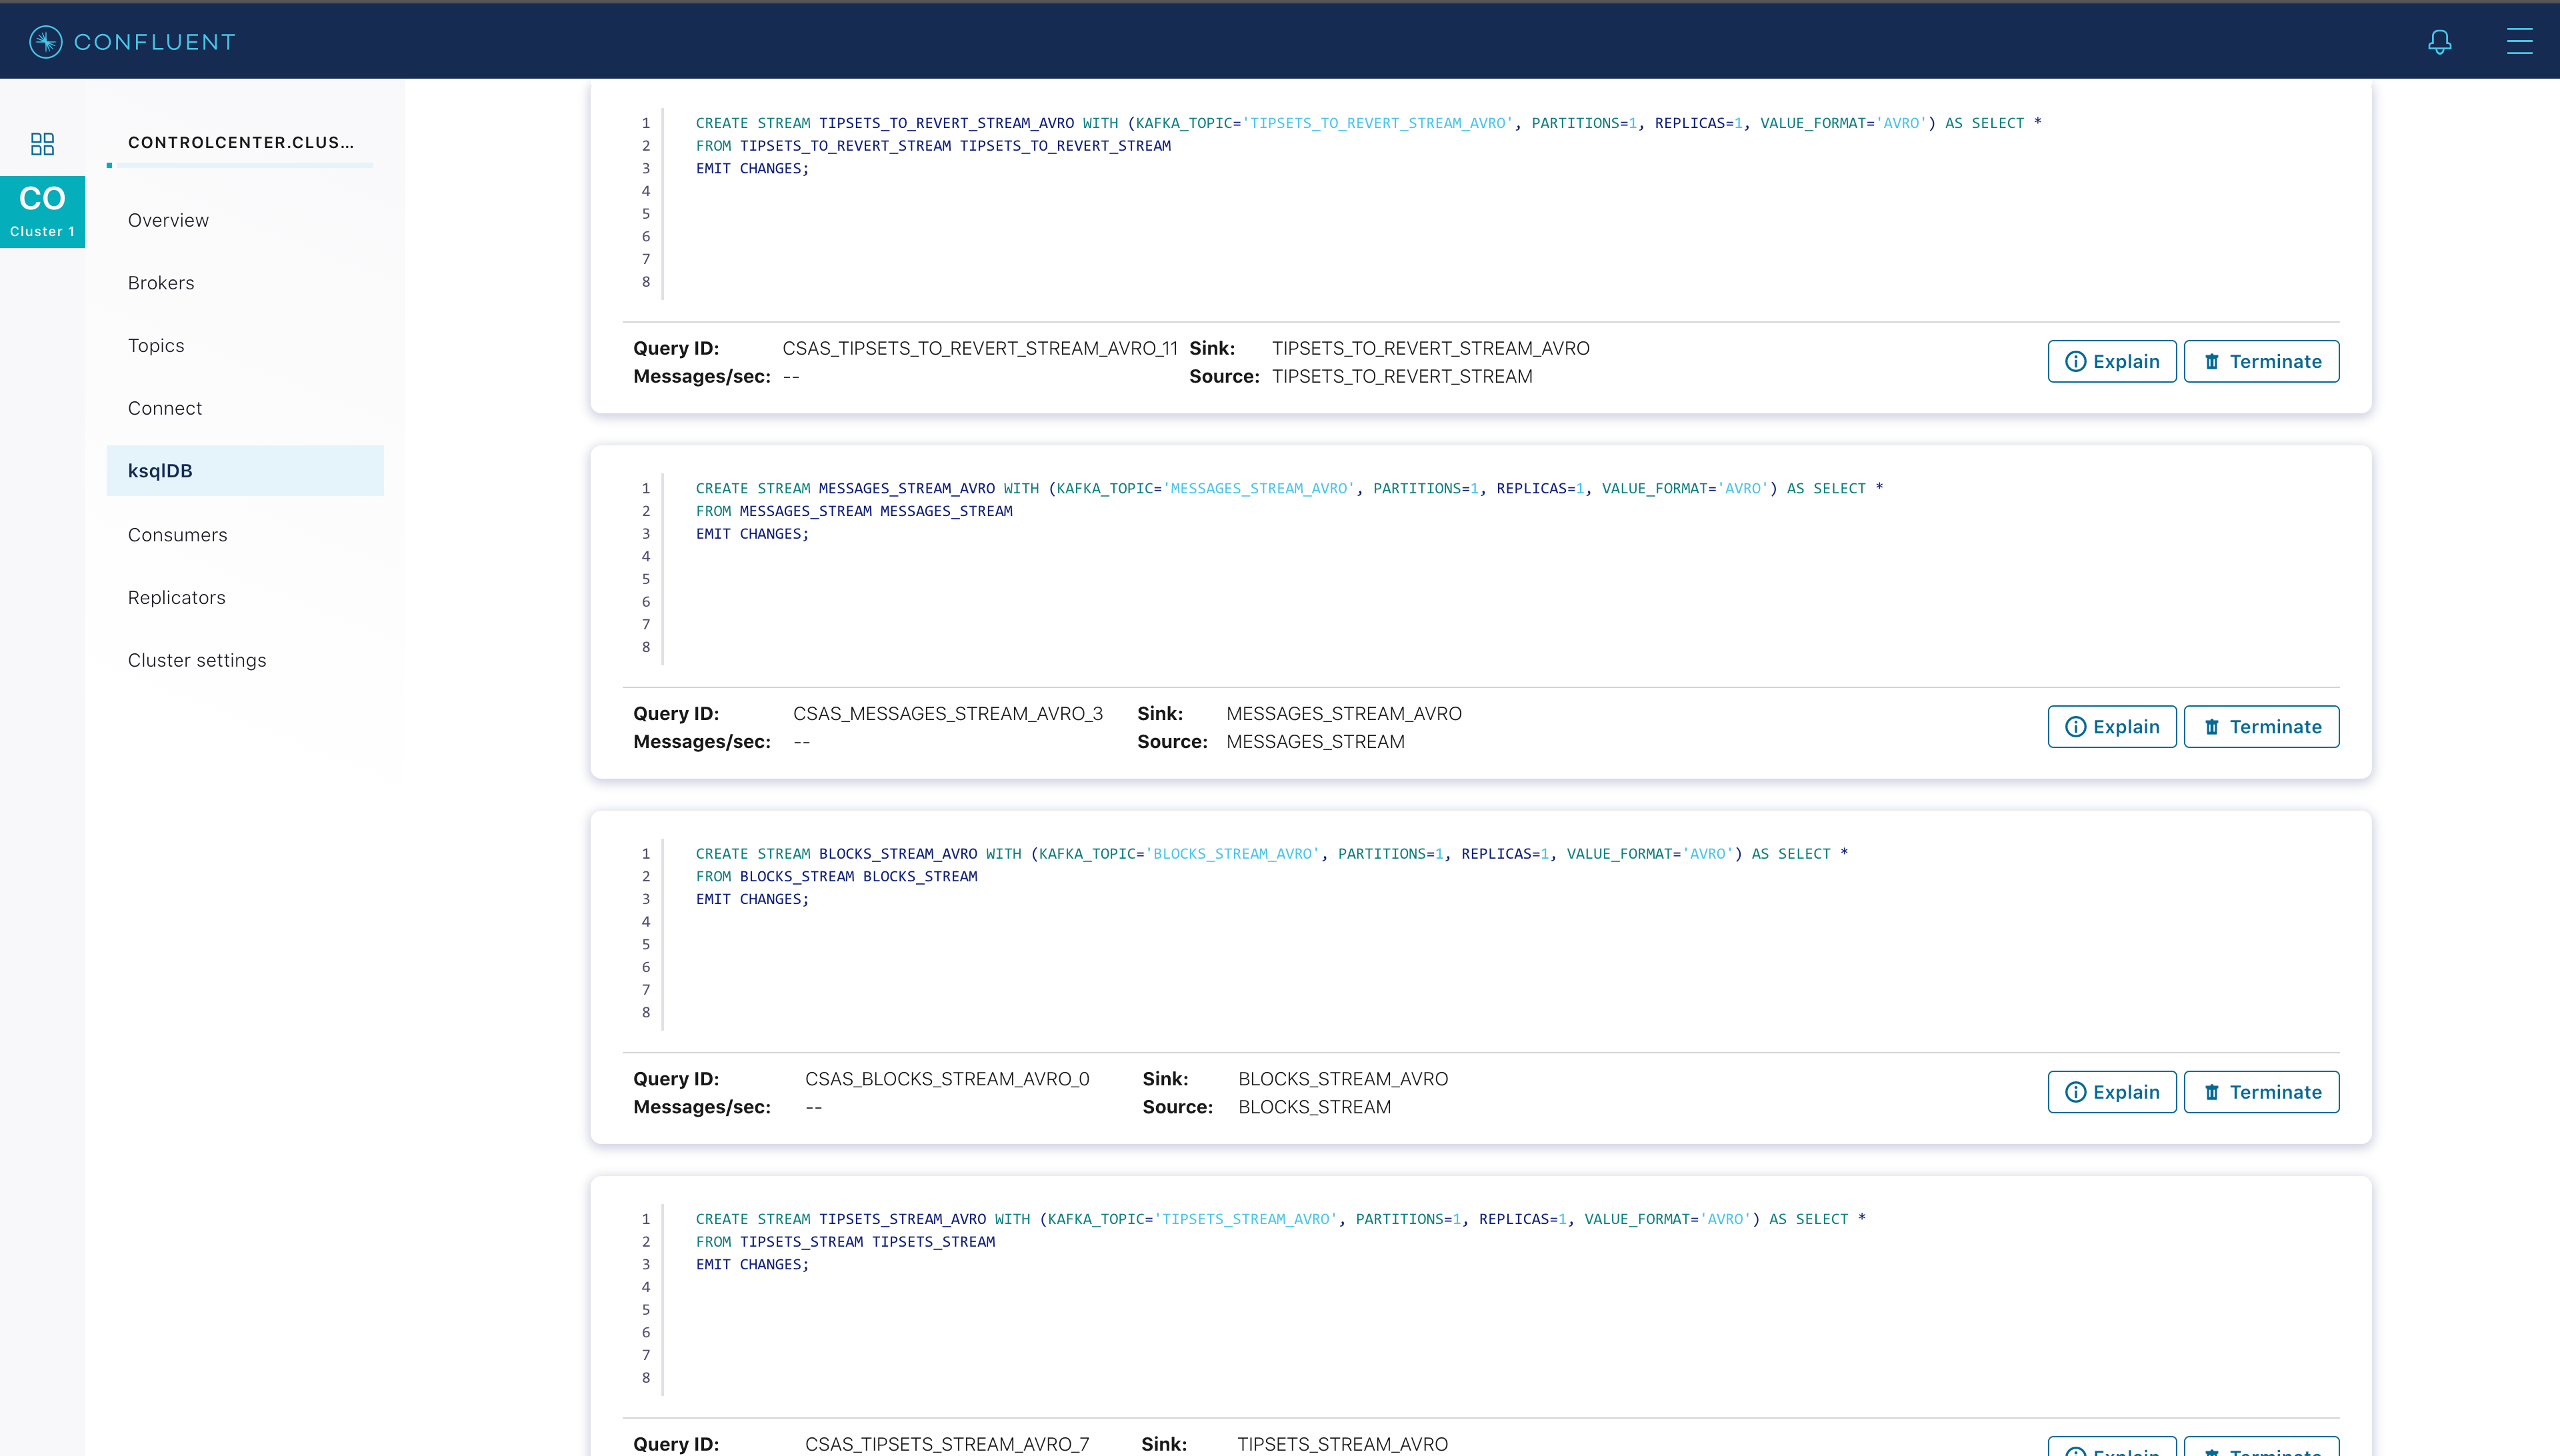 CONFLUENT
CO
Cluster 1
CONTROLCENTER.CLUS...
Overview
Brokers
Topics
Connect
ksqlDB
Consumers
Replicators
Cluster settings
1 CREATE STREAM TIPSETS_TO_REVERT_STREAM_AVRO WITH (KAFKA_TOPIC='TIPSETS_TO_REVERT_STREAM_AVRO', PARTITIONS=1, REPLICAS=1, VALUE_FORMAT='AVRO') AS SELECT *
2 FROM TIPSETS_TO_REVERT_STREAM TIPSETS_TO_REVERT_STREAM
3 EMIT CHANGES;
4
5
6
7
8
Query ID: CSAS_TIPSETS_TO_REVERT_STREAM_AVRO_11 Sink: TIPSETS_TO_REVERT_STREAM_AVRO
Messages/sec: -- Source: TIPSETS_TO_REVERT_STREAM
Explain Terminate
1 CREATE STREAM MESSAGES_STREAM_AVRO WITH (KAFKA_TOPIC='MESSAGES_STREAM_AVRO', PARTITIONS=1, REPLICAS=1, VALUE_FORMAT='AVRO') AS SELECT *
2 FROM MESSAGES_STREAM MESSAGES_STREAM
3 EMIT CHANGES;
4
5
6
7
8
Query ID: CSAS_MESSAGES_STREAM_AVRO_3 Sink: MESSAGES_STREAM_AVRO
Messages/sec: -- Source: MESSAGES_STREAM
Explain Terminate
1 CREATE STREAM BLOCKS_STREAM_AVRO WITH (KAFKA_TOPIC='BLOCKS_STREAM_AVRO', PARTITIONS=1, REPLICAS=1, VALUE_FORMAT='AVRO') AS SELECT *
2 FROM BLOCKS_STREAM BLOCKS_STREAM
3 EMIT CHANGES;
4
5
6
7
8
Query ID: CSAS_BLOCKS_STREAM_AVRO_0 Sink: BLOCKS_STREAM_AVRO
Messages/sec: -- Source: BLOCKS_STREAM
Explain Terminate
1 CREATE STREAM TIPSETS_STREAM_AVRO WITH (KAFKA_TOPIC='TIPSETS_STREAM_AVRO', PARTITIONS=1, REPLICAS=1, VALUE_FORMAT='AVRO') AS SELECT *
2 FROM TIPSETS_STREAM TIPSETS_STREAM
3 EMIT CHANGES;
4
5
6
7
8
Query ID: CSAS_TIPSETS_STREAM_AVRO_7 Sink: TIPSETS_STREAM_AVRO
Explain Terminate